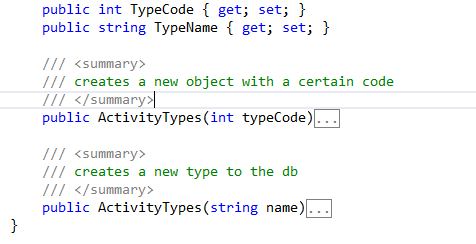 public int TypeCode { get; set; }
public string TypeName { get; set; }
/// <summary>
/// creates a new object with a certain code
/// </summary>
public ActivityTypes(int typeCode)...
/// <summary>
/// creates a new type to the db
/// </summary>
public ActivityTypes(string name)...
}